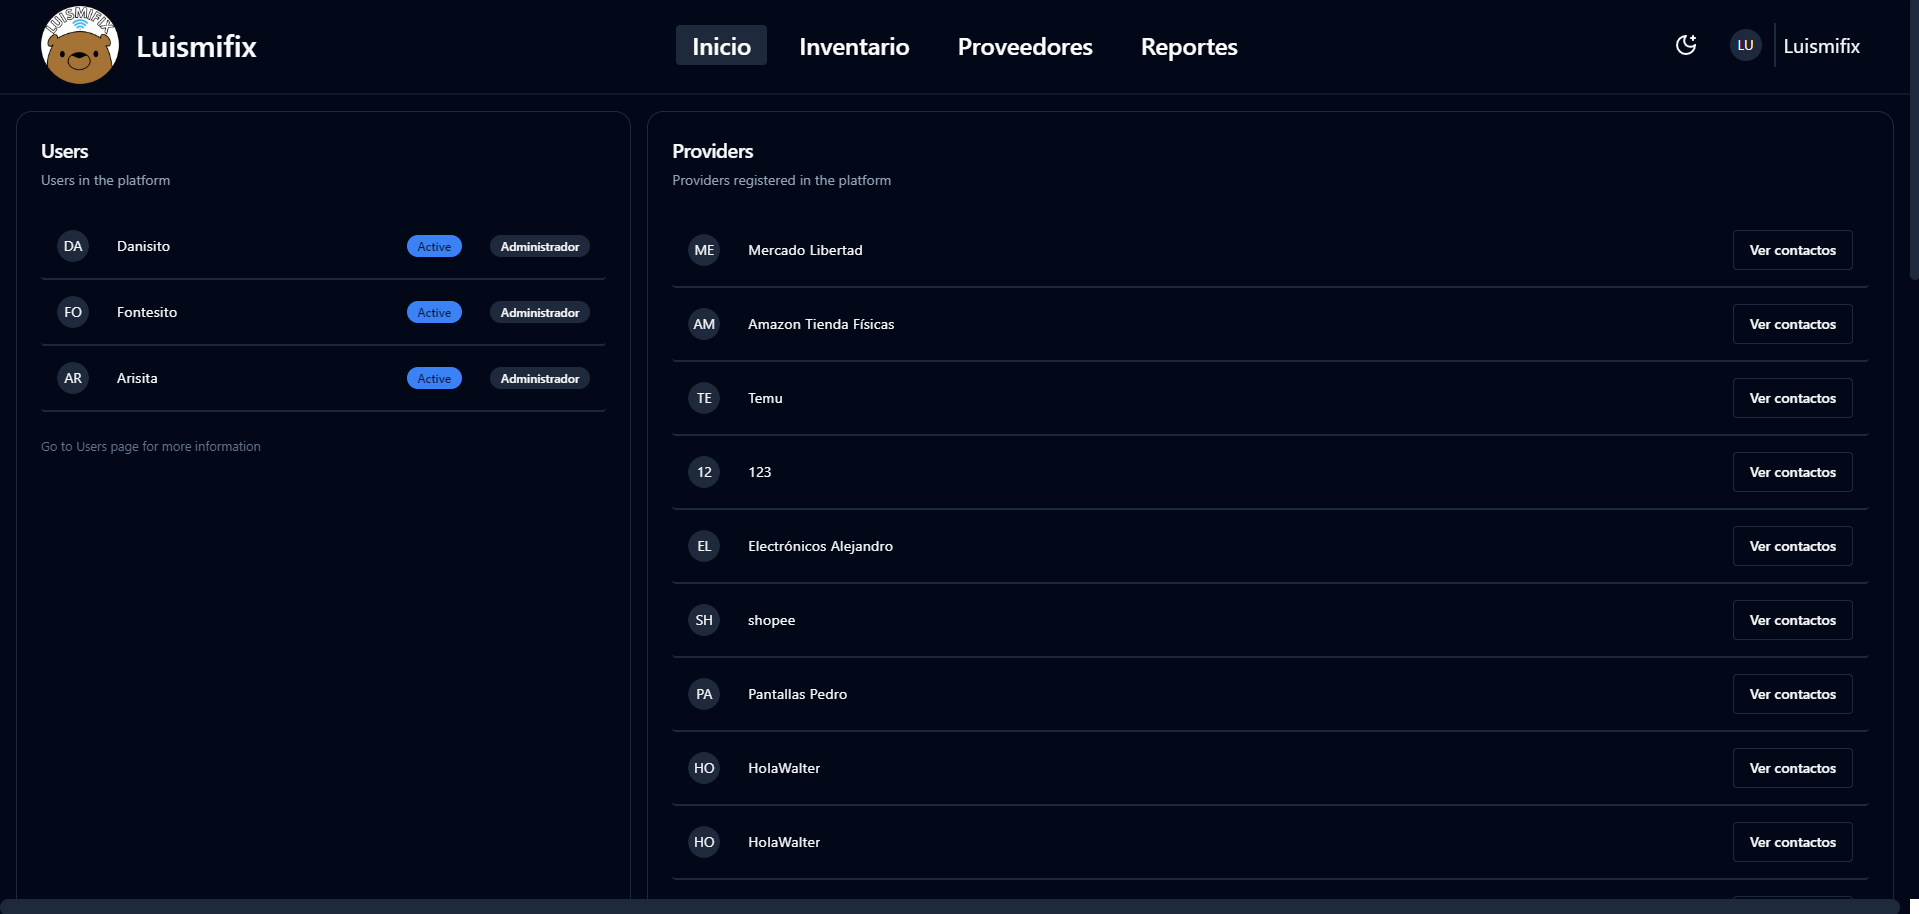 LUISMIFIX
Luismifix
Inicio
Inventario
Proveedores
Reportes
LU
Luismifix
Users
Users in the platform
DA Danisito Active Administrador
FO Fontesito Active Administrador
AR Arisita Active Administrador
Go to Users page for more information
Providers
Providers registered in the platform
ME Mercado Libertad Ver contactos
AM Amazon Tienda Físicas Ver contactos
TE Temu Ver contactos
12 123 Ver contactos
EL Electrónicos Alejandro Ver contactos
SH shopee Ver contactos
PA Pantallas Pedro Ver contactos
HO HolaWalter Ver contactos
HO HolaWalter Ver contactos